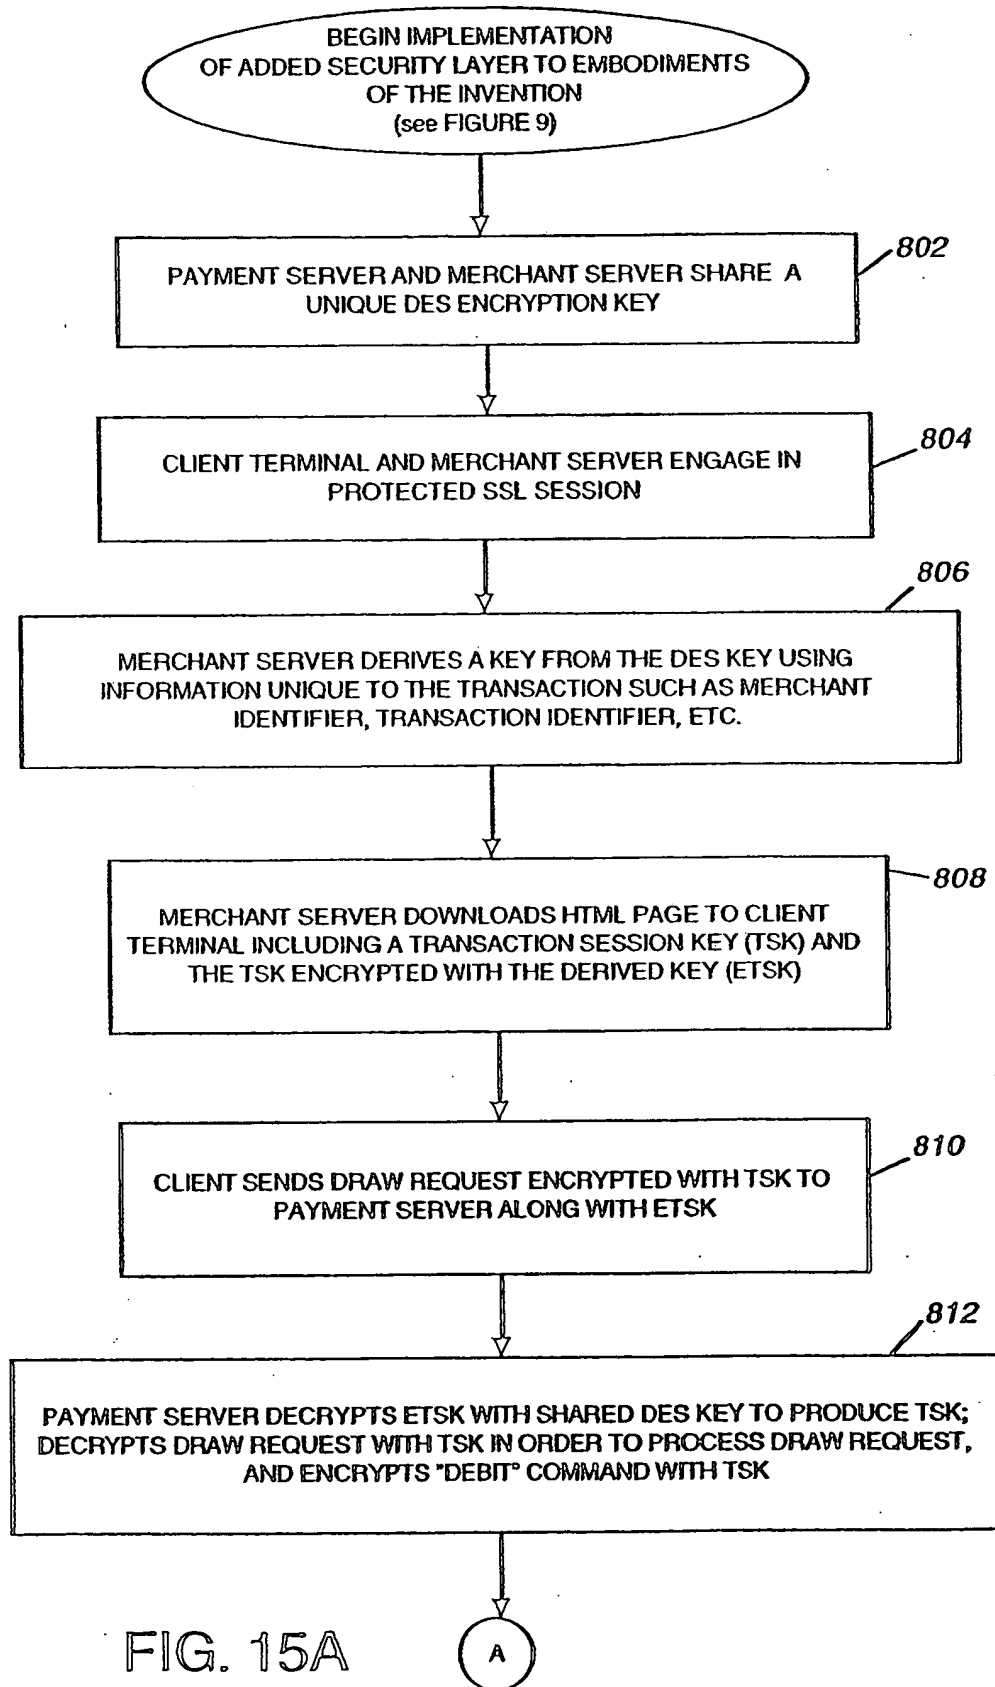 BEGIN IMPLEMENTATION
OF ADDED SECURITY LAYER TO EMBODIMENTS
OF THE INVENTION
(see FIGURE 9)
802
PAYMENT SERVER AND MERCHANT SERVER SHARE A
UNIQUE DES ENCRYPTION KEY
804
CLIENT TERMINAL AND MERCHANT SERVER ENGAGE IN
PROTECTED SSL SESSION
806
MERCHANT SERVER DERIVES A KEY FROM THE DES KEY USING
INFORMATION UNIQUE TO THE TRANSACTION SUCH AS MERCHANT
IDENTIFIER, TRANSACTION IDENTIFIER, ETC.
808
MERCHANT SERVER DOWNLOADS HTML PAGE TO CLIENT
TERMINAL INCLUDING A TRANSACTION SESSION KEY (TSK) AND
THE TSK ENCRYPTED WITH THE DERIVED KEY (ETSK)
810
CLIENT SENDS DRAW REQUEST ENCRYPTED WITH TSK TO
PAYMENT SERVER ALONG WITH ETSK
812
PAYMENT SERVER DECRYPTS ETSK WITH SHARED DES KEY TO PRODUCE TSK;
DECRYPTS DRAW REQUEST WITH TSK IN ORDER TO PROCESS DRAW REQUEST,
AND ENCRYPTS "DEBIT" COMMAND WITH TSK
A
FIG. 15A